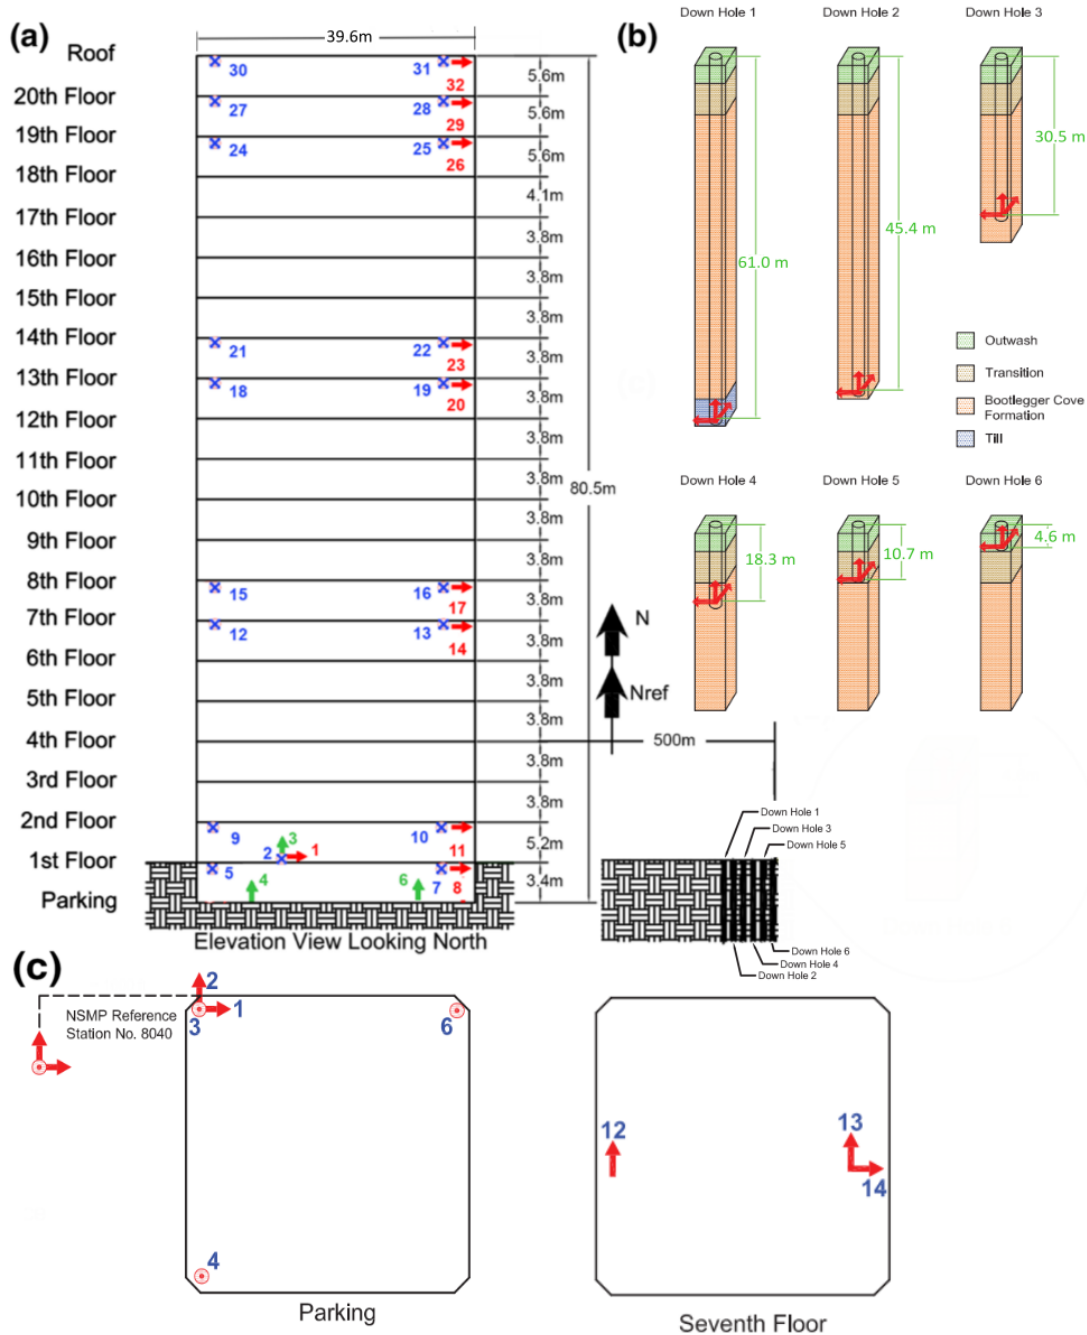 (a)
39.6m
Roof
30
31
32
5.6m
20th Floor
27
28
29
5.6m
19th Floor
24
25
26
5.6m
18th Floor
4.1m
17th Floor
3.8m
16th Floor
3.8m
15th Floor
3.8m
14th Floor
21
22
23
3.8m
13th Floor
18
19
20
3.8m
12th Floor
3.8m
11th Floor
3.8m
80.5m
10th Floor
3.8m
9th Floor
3.8m
8th Floor
15
16
17
3.8m
7th Floor
12
13
14
3.8m
6th Floor
3.8m
5th Floor
3.8m
4th Floor
3.8m
3rd Floor
3.8m
2nd Floor
9
10
11
5.2m
3
2
1
1st Floor
5
4
6
7
8
3.4m
Parking
Elevation View Looking North
N
Nref
500m
Down Hole 1
Down Hole 3
Down Hole 5
Down Hole 6
Down Hole 4
Down Hole 2
(b)
Down Hole 1
Down Hole 2
Down Hole 3
61.0 m
45.4 m
30.5 m
Outwash
Transition
Bootlegger Cove
Formation
Till
Down Hole 4
Down Hole 5
Down Hole 6
18.3 m
10.7 m
4.6 m
(c)
NSMP Reference
Station No. 8040
2
1
3
6
4
Parking
12
13
14
Seventh Floor